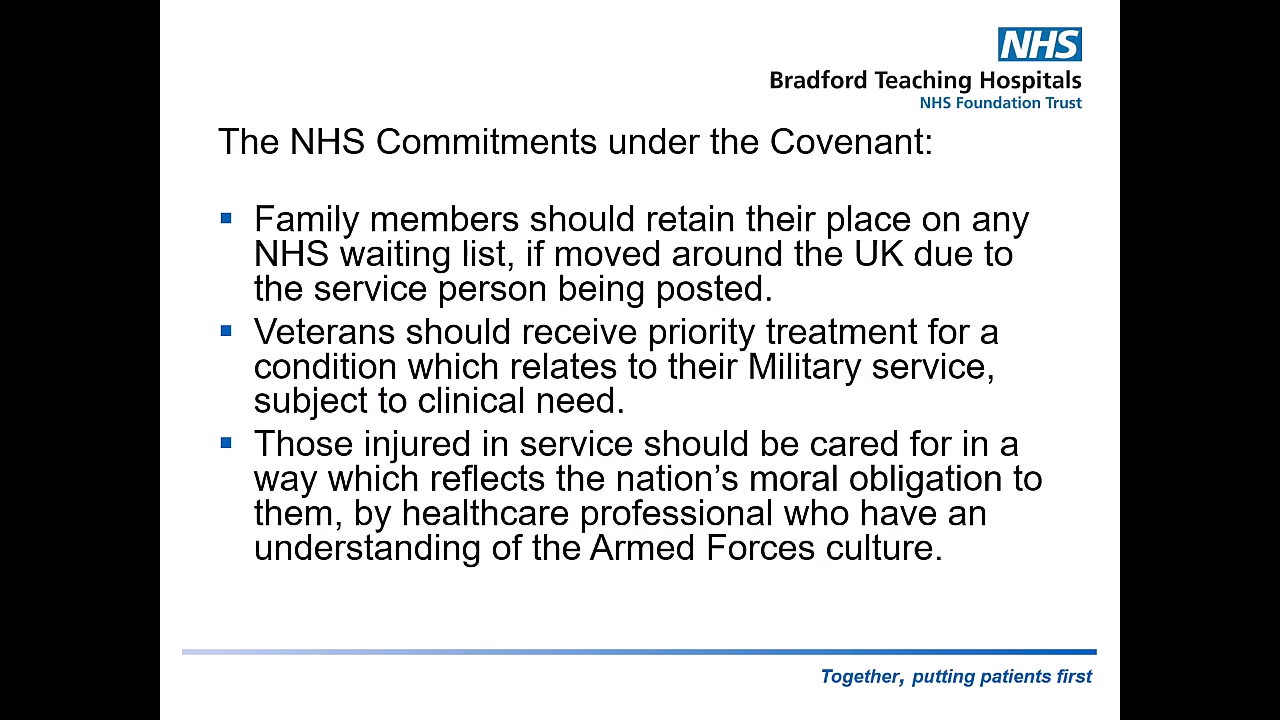 NHS
Bradford Teaching Hospitals
NHS Foundation Trust
The NHS Commitments under the Covenant:
▪ Family members should retain their place on any
NHS waiting list, if moved around the UK due to
the service person being posted.
▪ Veterans should receive priority treatment for a
condition which relates to their Military service,
subject to clinical need.
▪ Those injured in service should be cared for in a
way which reflects the nation’s moral obligation to
them, by healthcare professional who have an
understanding of the Armed Forces culture.
Together, putting patients first